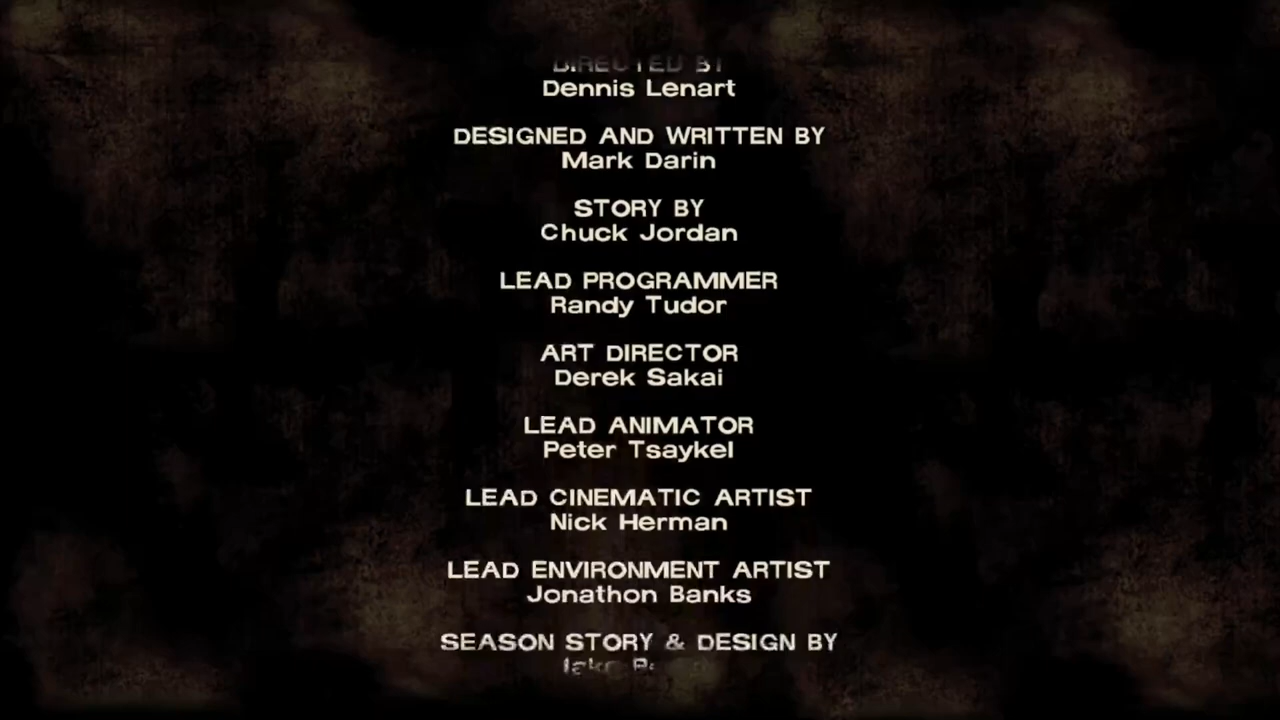 DIRECTED BY
Dennis Lenart
DESIGNED AND WRITTEN BY
Mark Darin
STORY BY
Chuck Jordan
LEAD PROGRAMMER
Randy Tudor
ART DIRECTOR
Derek Sakai
LEAD ANIMATOR
Peter Tsaykel
LEAD CINEMATIC ARTIST
Nick Herman
LEAD ENVIRONMENT ARTIST
Jonathon Banks
SEASON STORY & DESIGN BY